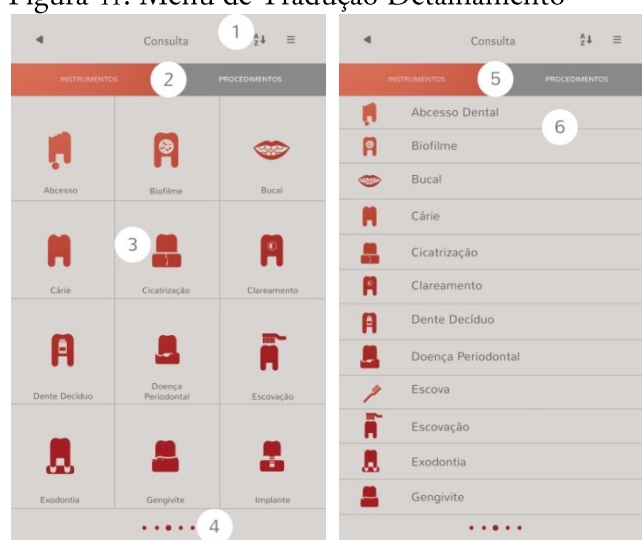 Figura 41: Menu de Tradução Detalhamento
Consulta
1
A
Z
INSTRUMENTOS
2
PROCEDIMENTOS
Abcesso
Biofilme
Bucal
3
Cárie
Cicatrização
Clareamento
Dente Decíduo
Doença
Periodontal
Escovação
Exodontia
Gengivite
Implante
4
Consulta
A
Z
INSTRUMENTOS
5
PROCEDIMENTOS
Abcesso Dental
6
Biofilme
Bucal
Cárie
Cicatrização
Clareamento
Dente Decíduo
Doença Periodontal
Escova
Escovação
Exodontia
Gengivite